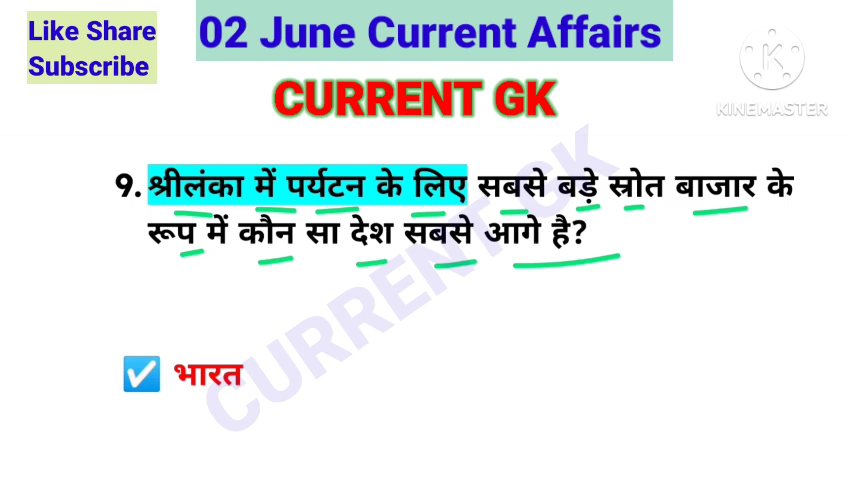 Like Share
Subscribe
02 June Current Affairs
CURRENT GK
KINEMASTER
9. श्रीलंका में पर्यटन के लिए सबसे बड़े स्रोत बाजार के
रूप में कौन सा देश सबसे आगे है?
भारत
CURRENT GK